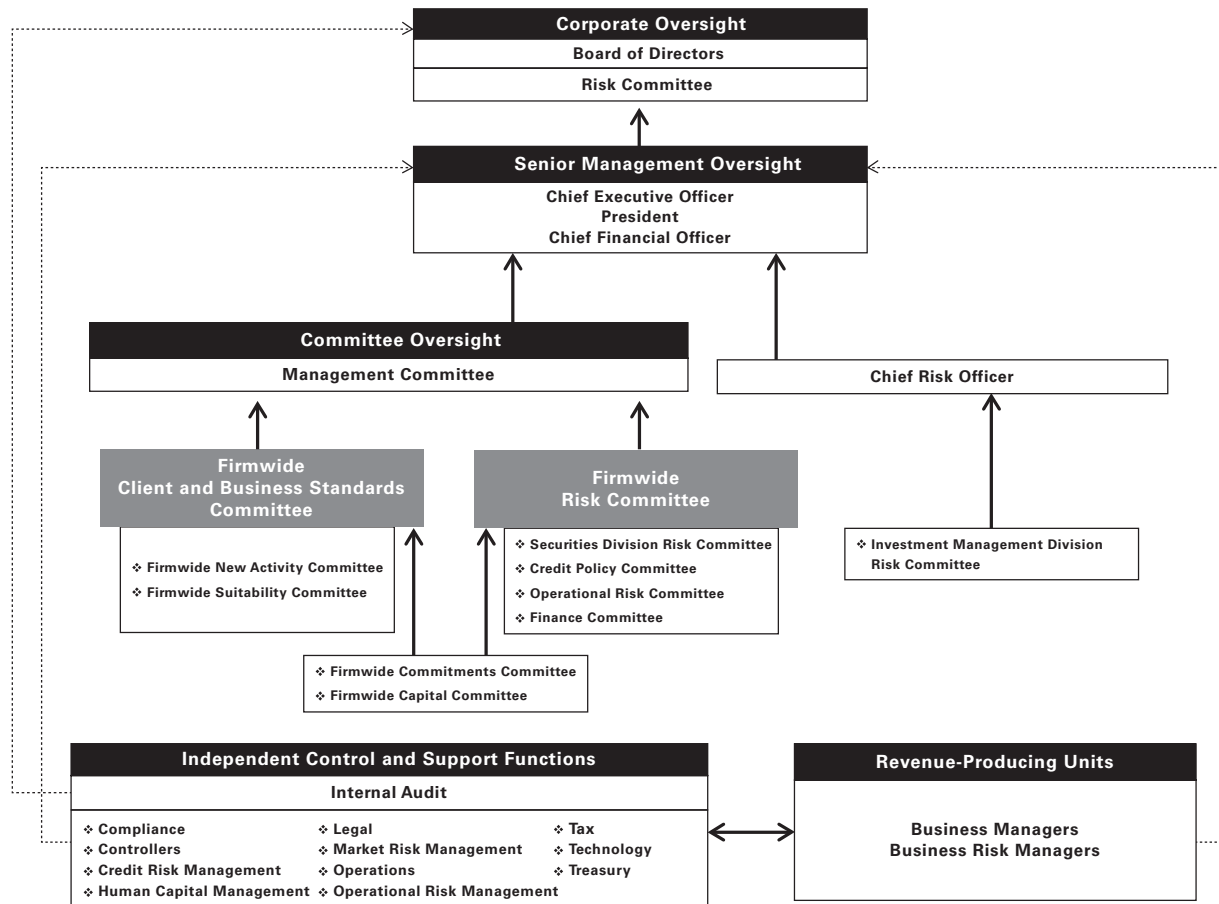 Corporate Oversight
Board of Directors
Risk Committee
Senior Management Oversight
Chief Executive Officer
President
Chief Financial Officer
Committee Oversight
Management Committee
Chief Risk Officer
Firmwide
Client and Business Standards
Committee
Firmwide
Risk Committee
❖ Firmwide New Activity Committee
❖ Firmwide Suitability Committee
❖ Securities Division Risk Committee
❖ Credit Policy Committee
❖ Operational Risk Committee
❖ Finance Committee
❖ Investment Management Division
Risk Committee
❖ Firmwide Commitments Committee
❖ Firmwide Capital Committee
Independent Control and Support Functions
Internal Audit
❖ Compliance
❖ Controllers
❖ Credit Risk Management
❖ Human Capital Management
❖ Legal
❖ Market Risk Management
❖ Operations
❖ Operational Risk Management
❖ Tax
❖ Technology
❖ Treasury
Revenue-Producing Units
Business Managers
Business Risk Managers